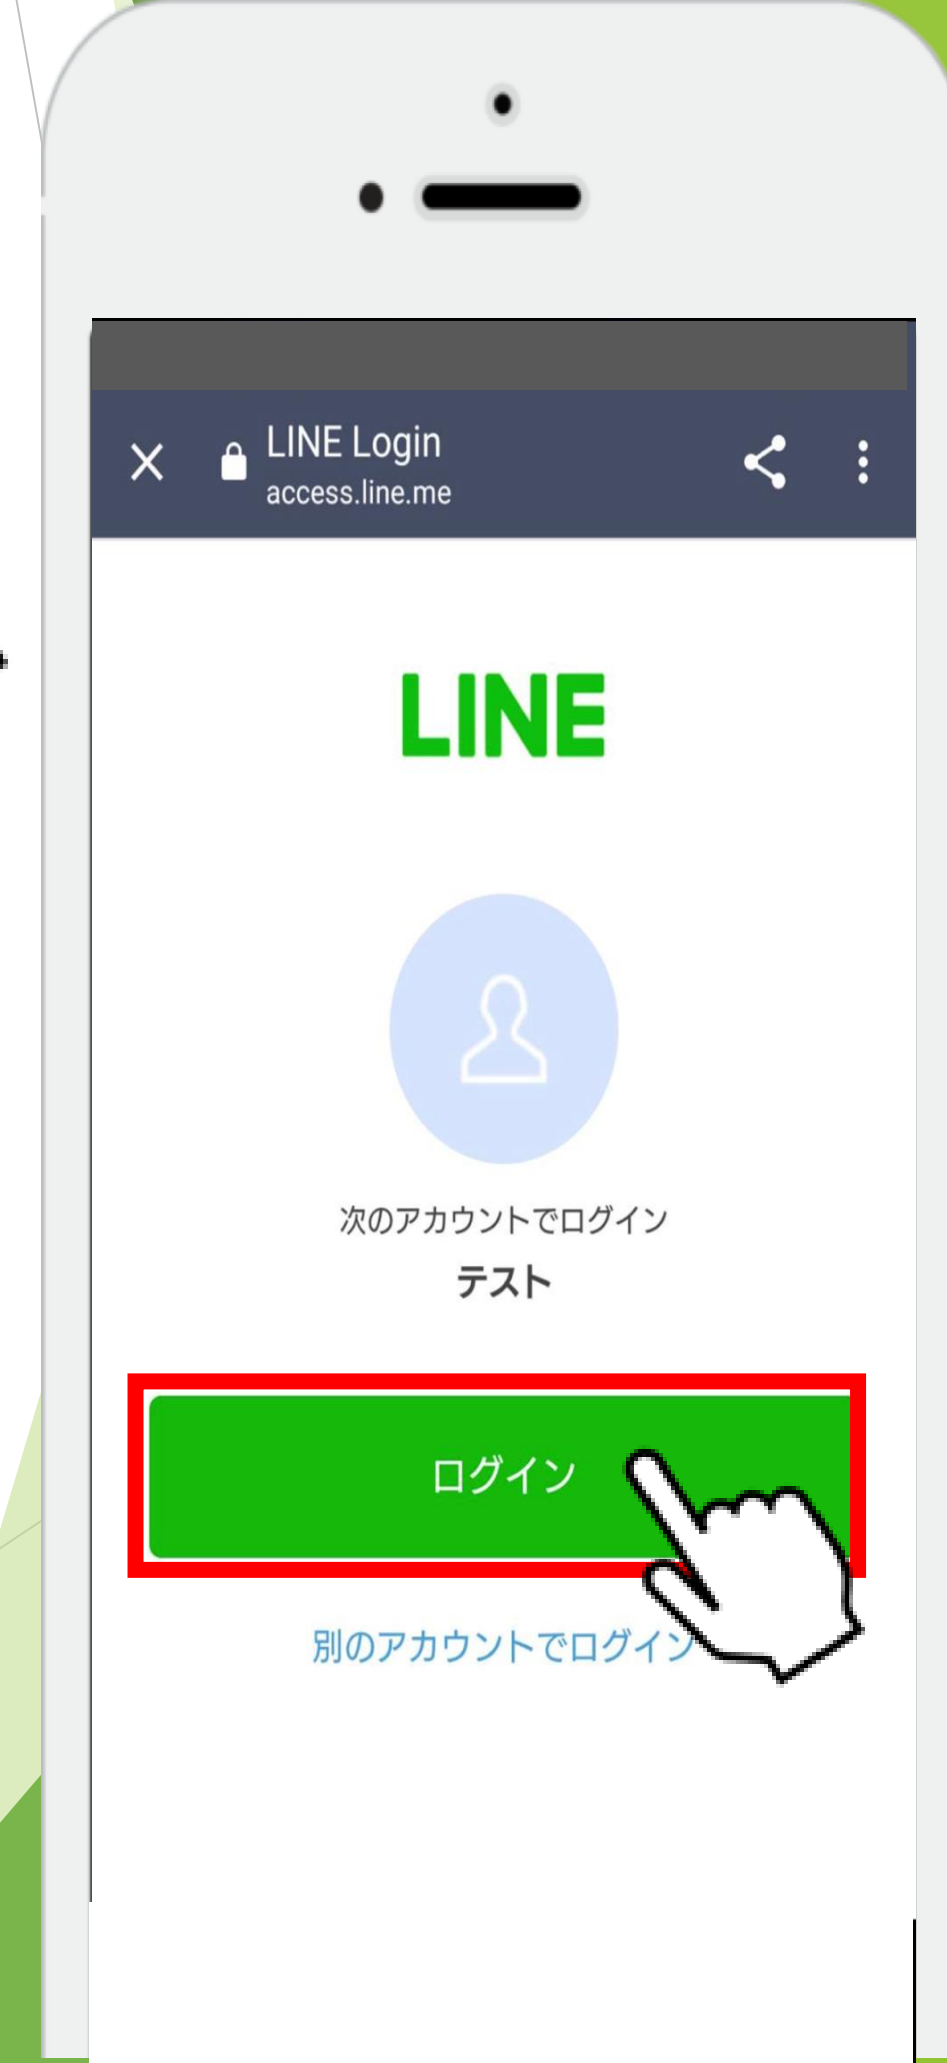 LINE Login
access.line.me
LINE
次のアカウントでログイン
テスト
ログイン
別のアカウントでログイン